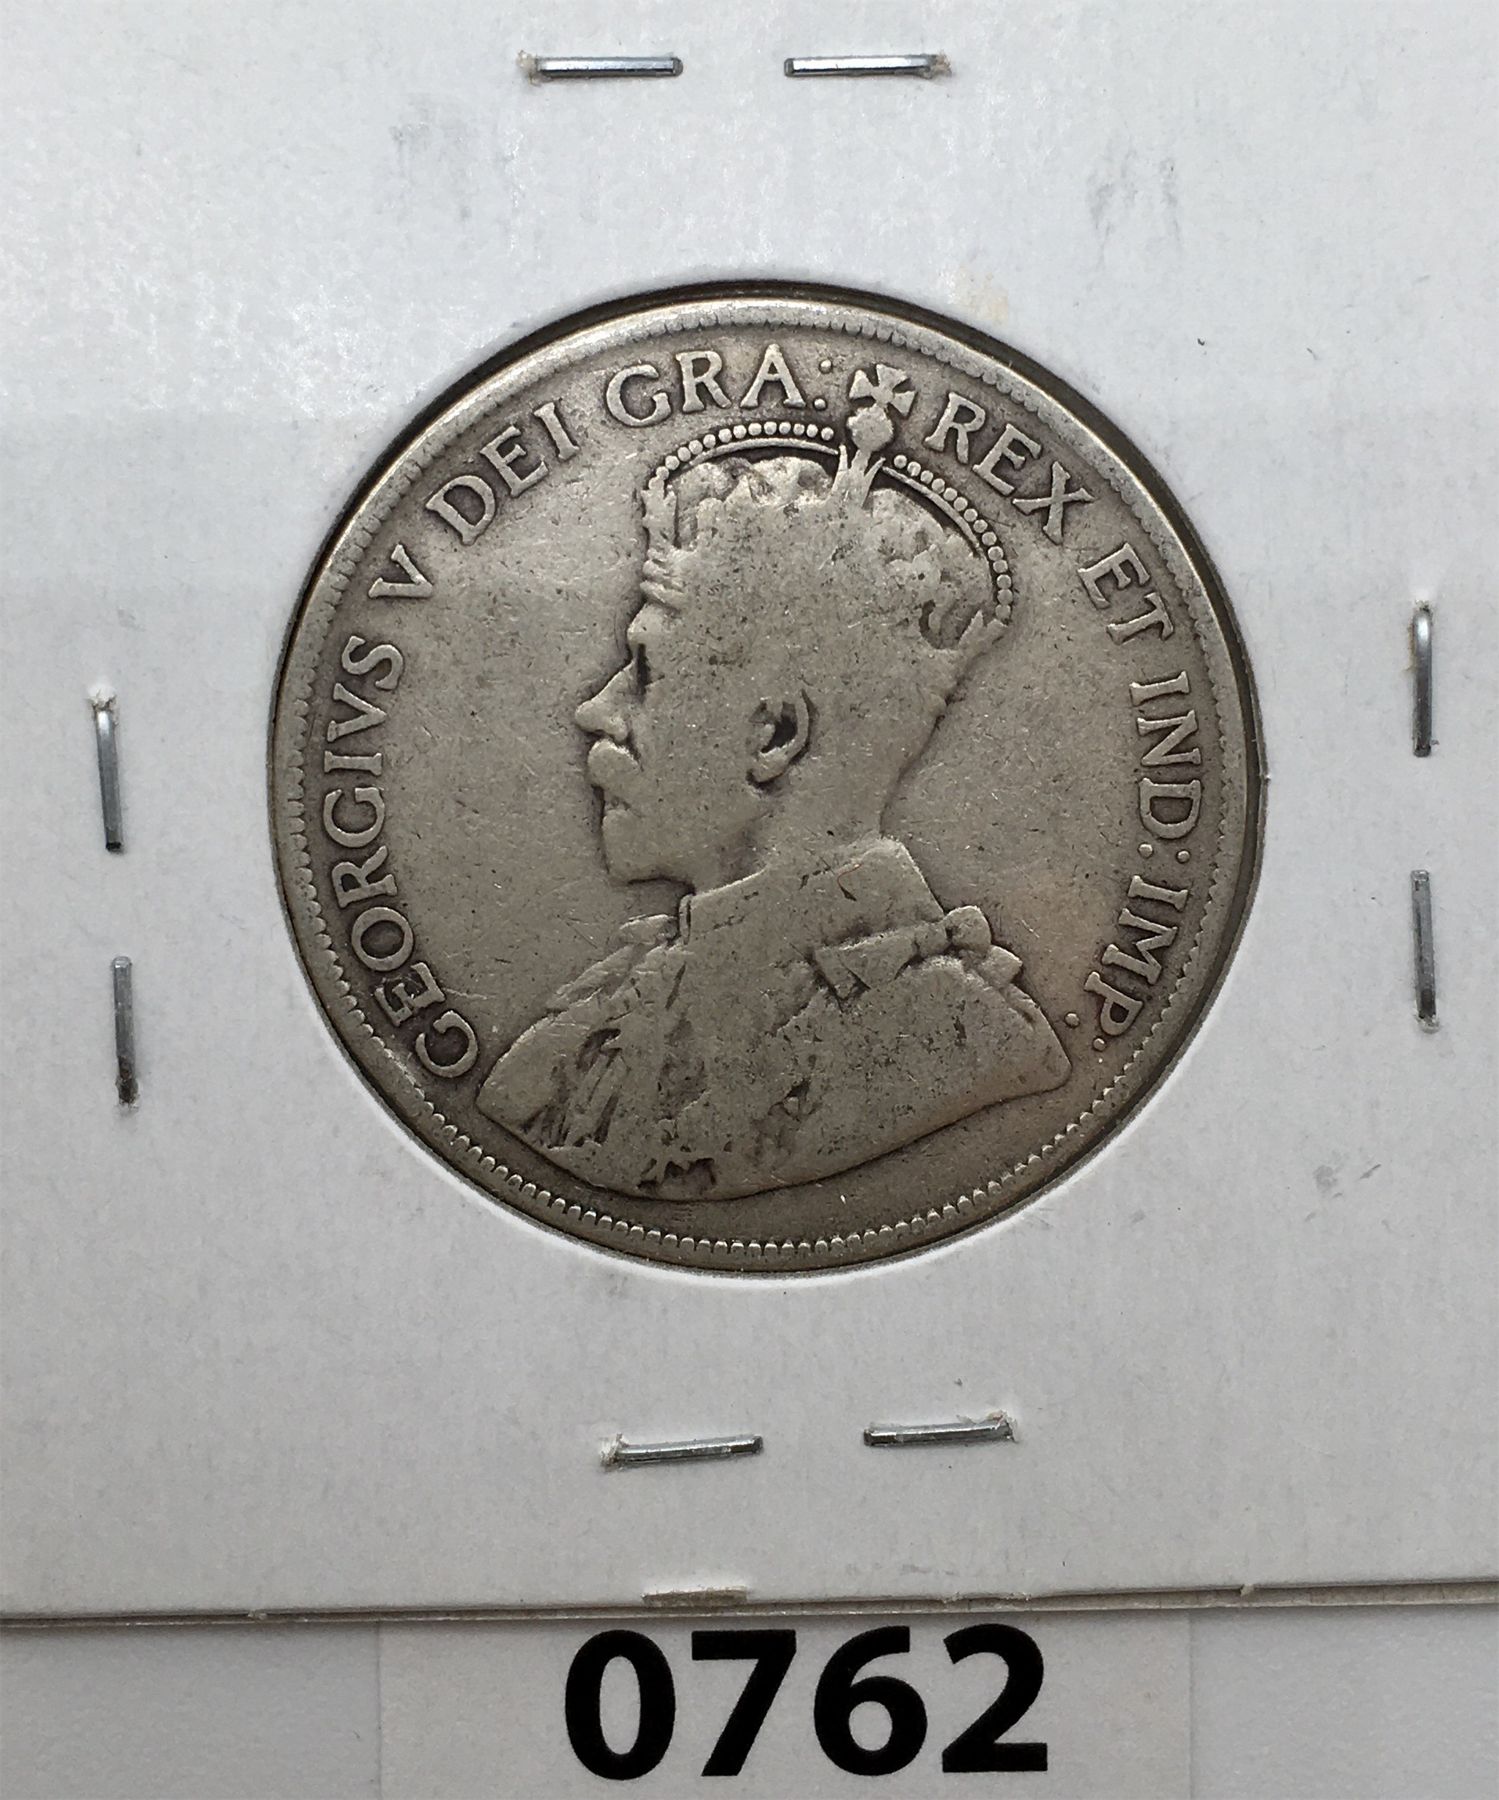 GEORGIVS V DEI GRA: REX ET IND: IMP:
0762